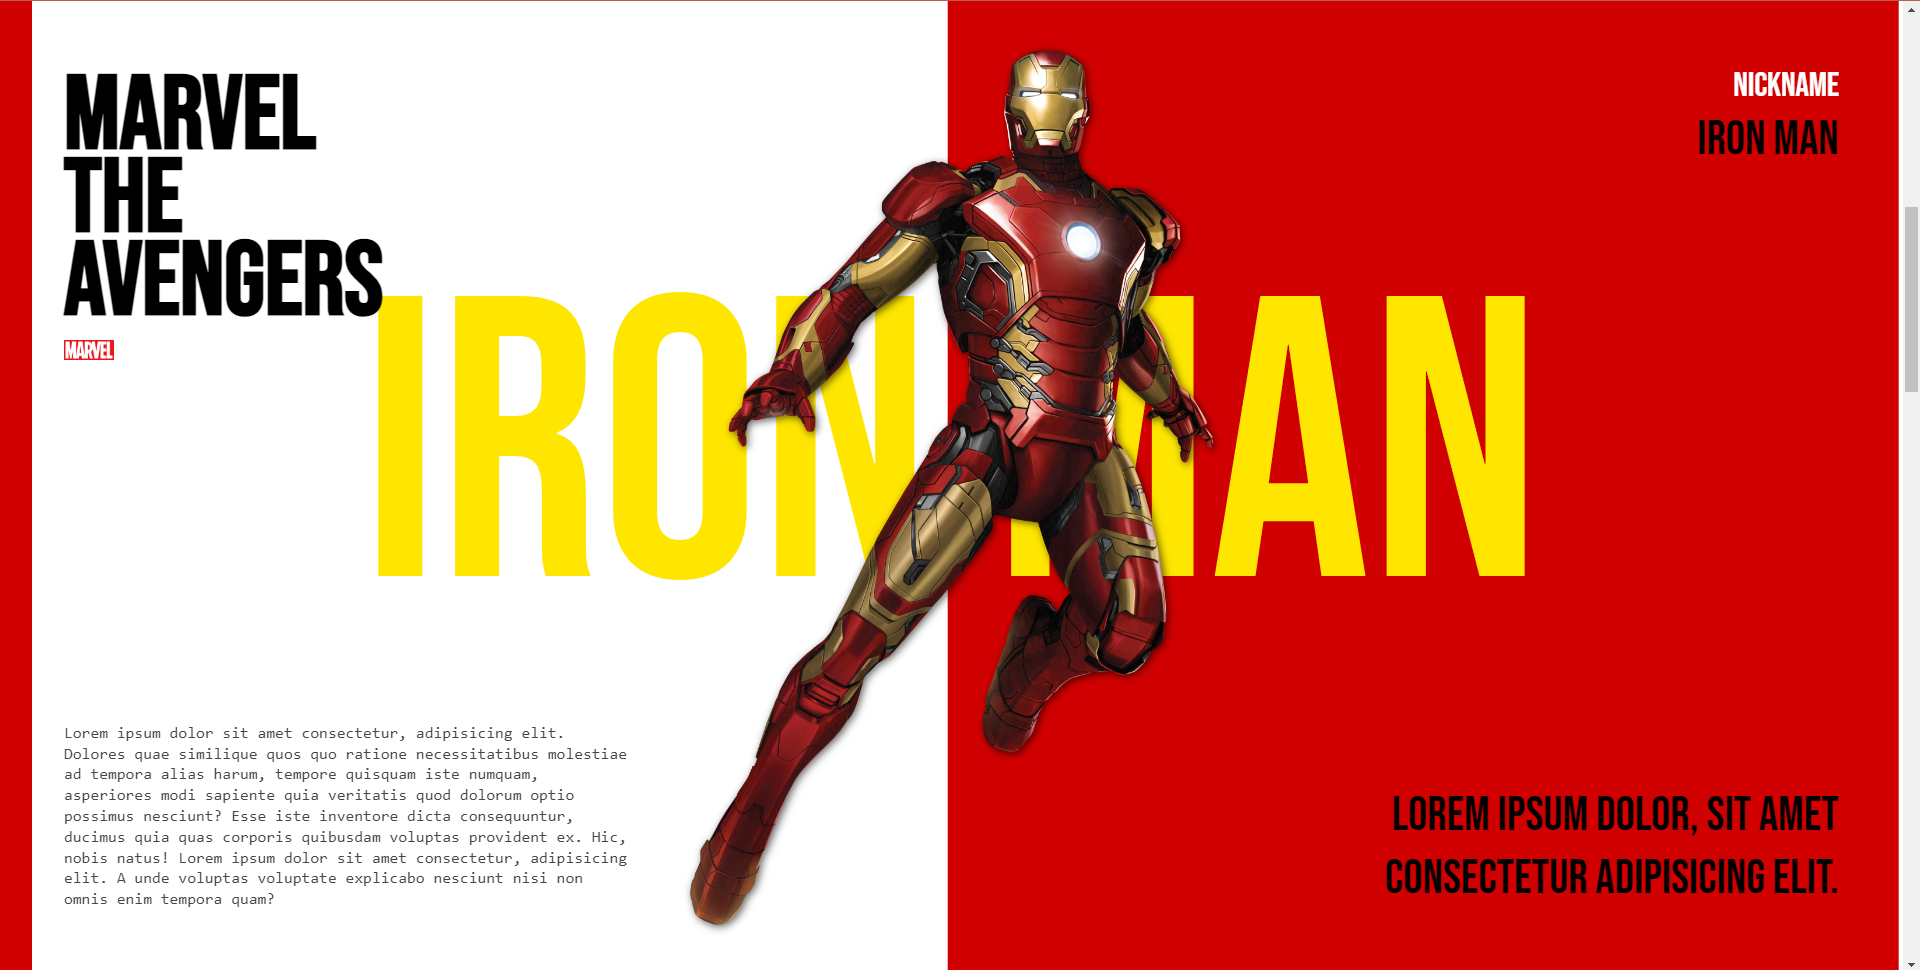 MARVEL
THE
AVENGERS
MARVEL
NICKNAME
IRON MAN
IRON MAN
Lorem ipsum dolor sit amet consectetur, adipisicing elit.
Dolores quae similique quos quo ratione necessitatibus molestiae
ad tempora alias harum, tempore quisquam iste numquam,
asperiores modi sapiente quia veritatis quod dolorum optio
possimus nesciunt? Esse iste inventore dicta consequuntur,
ducimus quia quas corporis quibusdam voluptas provident ex. Hic,
nobis natus! Lorem ipsum dolor sit amet consectetur, adipisicing
elit. A unde voluptas voluptate explicabo nesciunt nisi non
omnis enim tempora quam?
LOREM IPSUM DOLOR, SIT AMET
CONSECTETUR ADIPISICING ELIT.